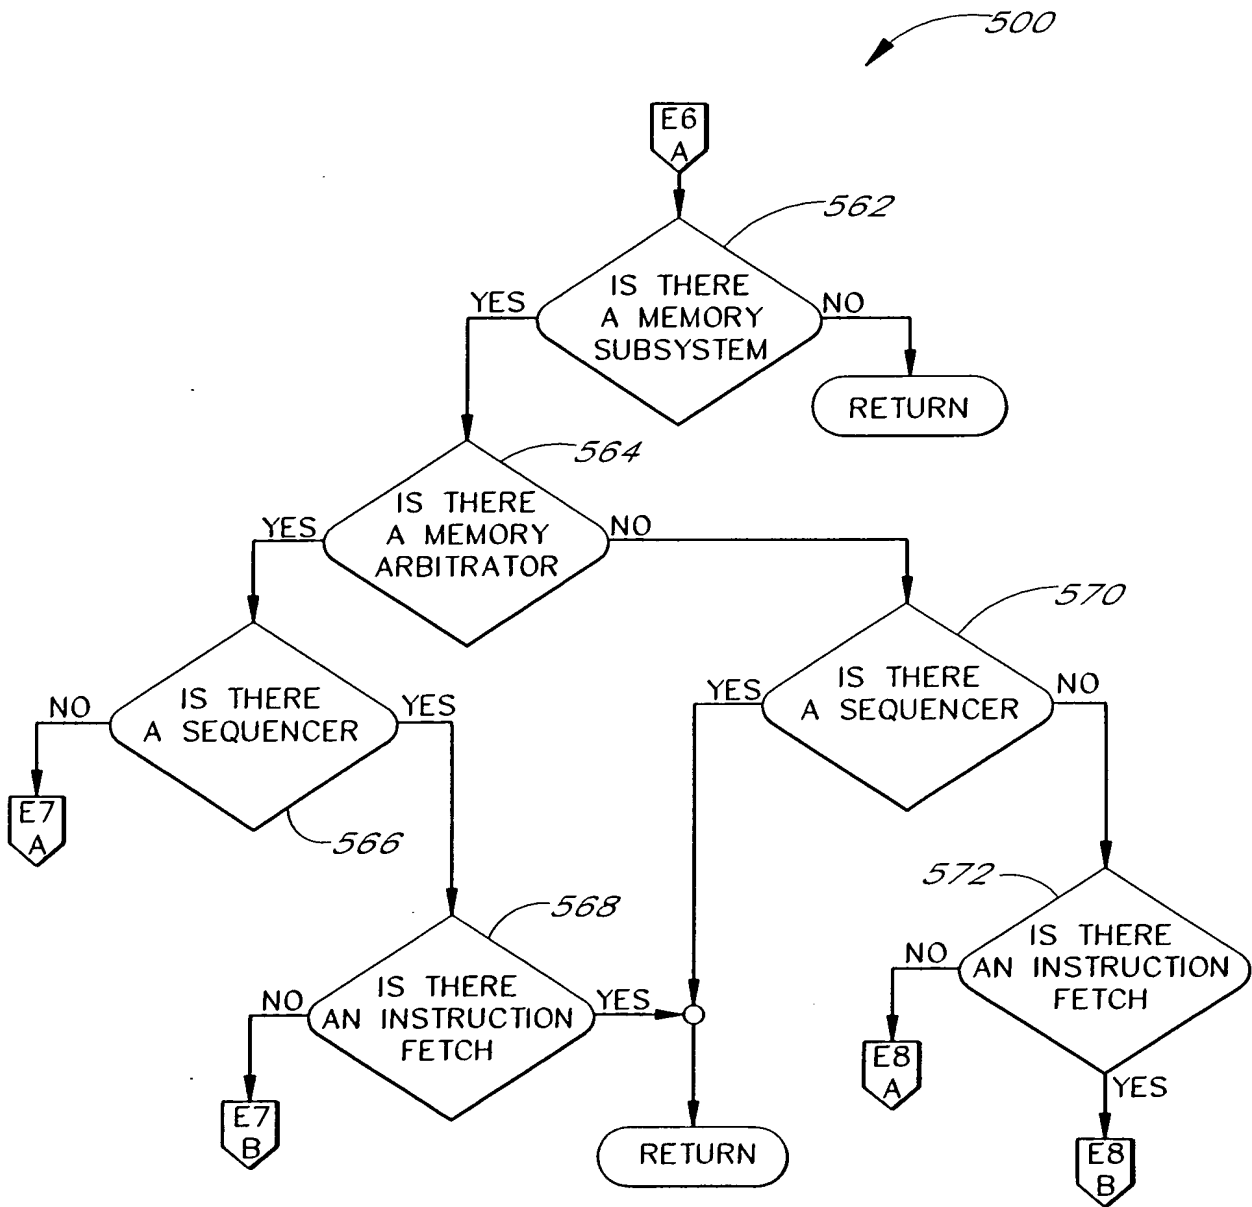 500
E6
A
562
IS THERE
A MEMORY
SUBSYSTEM
YES
NO
RETURN
564
IS THERE
A MEMORY
ARBITRATOR
YES
NO
570
IS THERE
A SEQUENCER
YES
NO
IS THERE
A SEQUENCER
NO
YES
E7
A
566
572
IS THERE
AN INSTRUCTION
FETCH
NO
YES
568
IS THERE
AN INSTRUCTION
FETCH
NO
YES
E8
A
E7
B
RETURN
E8
B